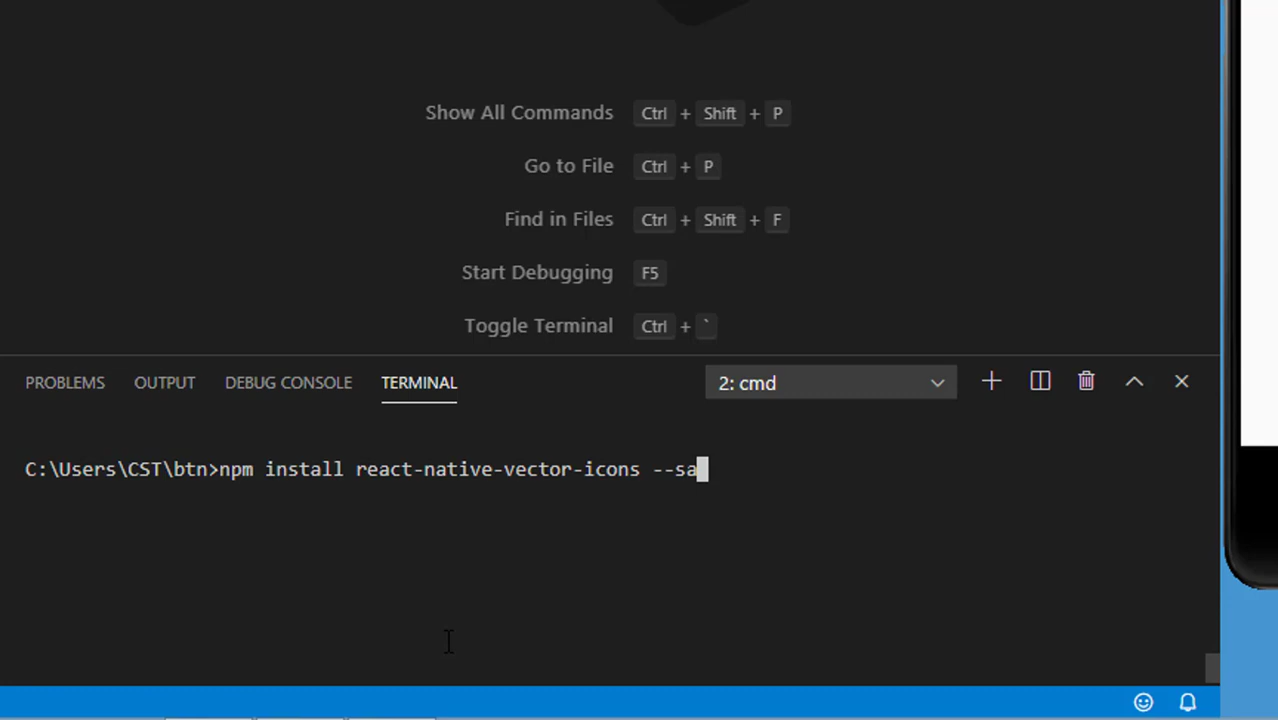 Show All Commands Ctrl + Shift + P
Go to File Ctrl + P
Find in Files Ctrl + Shift + F
Start Debugging F5
Toggle Terminal Ctrl + `
PROBLEMS OUTPUT DEBUG CONSOLE TERMINAL 2: cmd
C:\Users\CST\btn>npm install react-native-vector-icons --sa